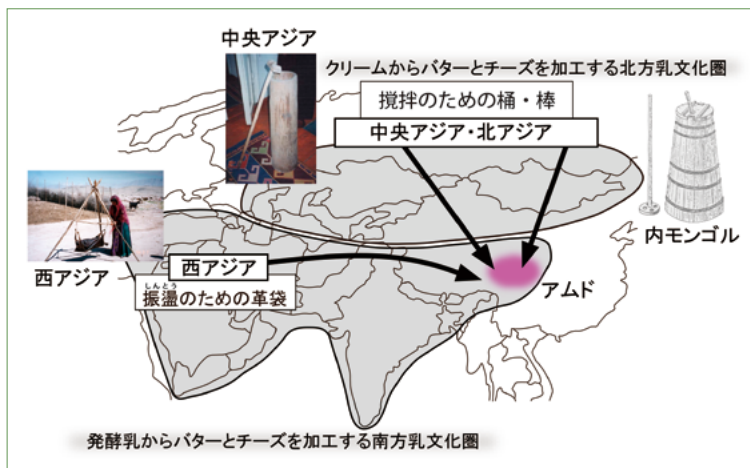 中央アジア
クリームからバターとチーズを加工する北方乳文化圏
撹拌のための桶・棒
中央アジア・北アジア
内モンゴル
西アジア
西アジア
しんとう
振盪のための革袋
アムド
発酵乳からバターとチーズを加工する南方乳文化圏